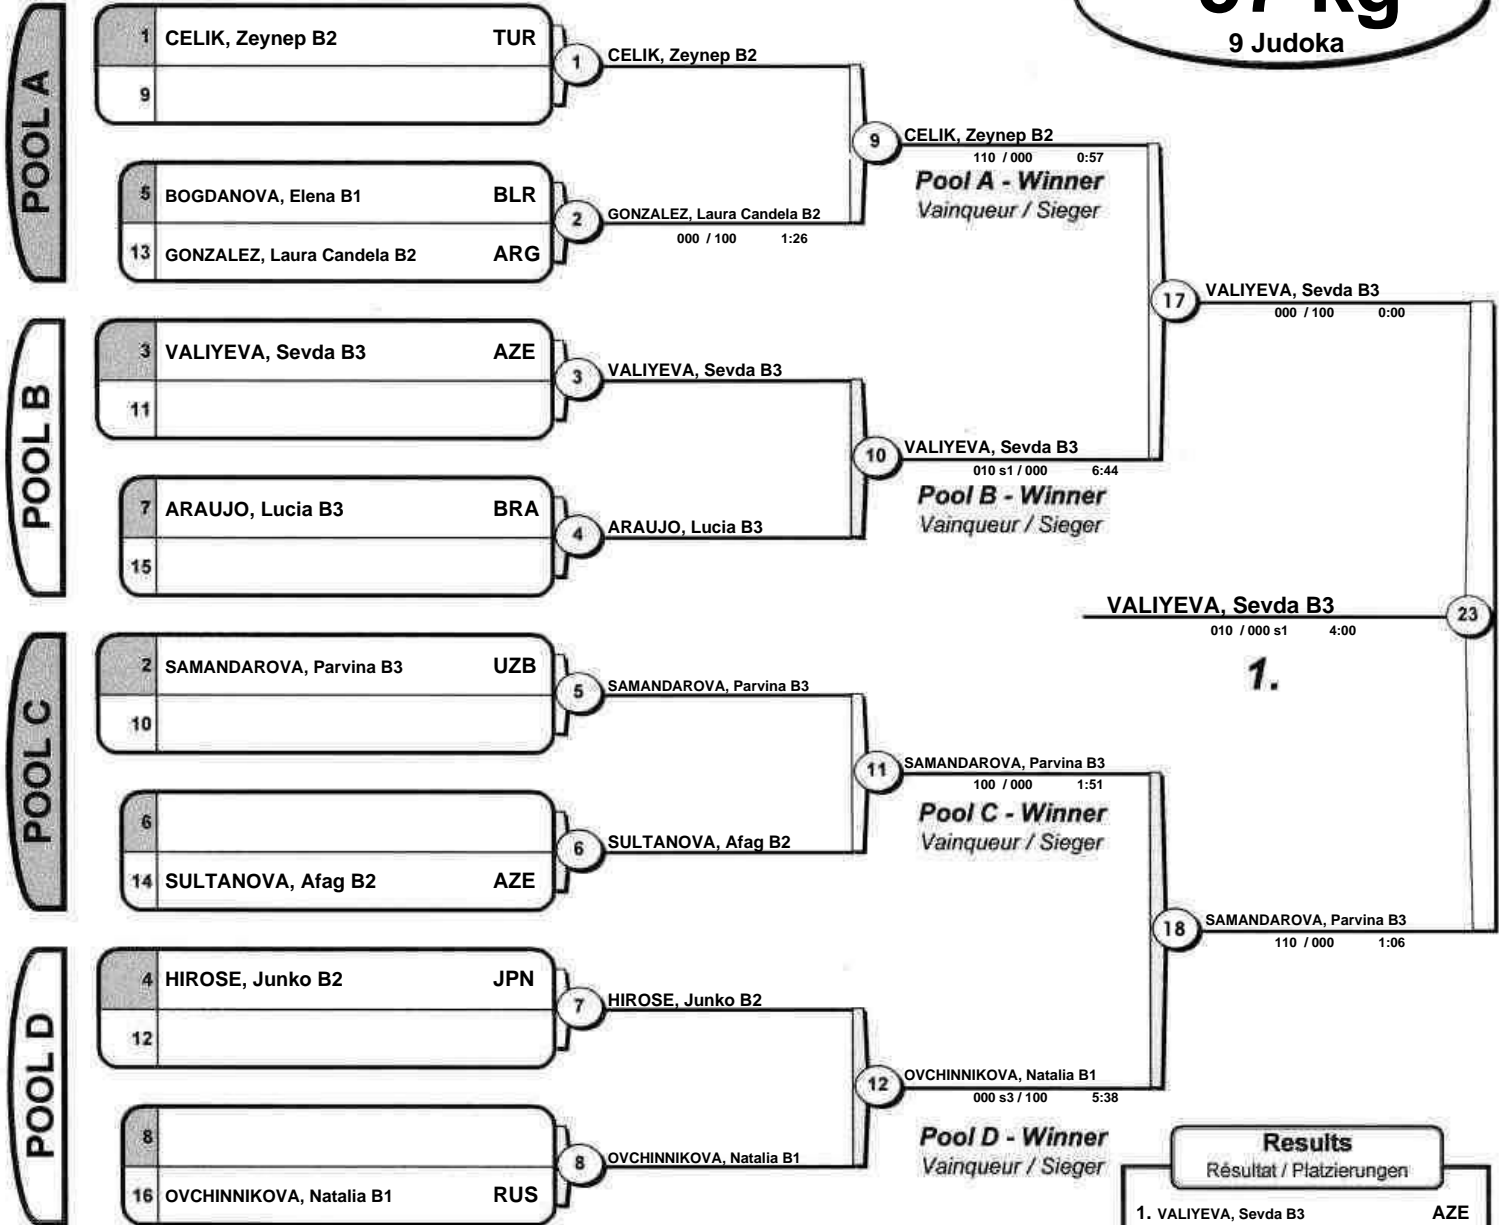 57 kg
9 Judoka
POOL A
1 CELIK, Zeynep B2 TUR
9
1 CELIK, Zeynep B2
5 BOGDANOVA, Elena B1 BLR
13 GONZALEZ, Laura Candela B2 ARG
2 GONZALEZ, Laura Candela B2
000 / 100 1:26
9 CELIK, Zeynep B2
110 / 000 0:57
Pool A - Winner
Vainqueur / Sieger
POOL B
3 VALIYEVA, Sevda B3 AZE
11
3 VALIYEVA, Sevda B3
7 ARAUJO, Lucia B3 BRA
15
4 ARAUJO, Lucia B3
10 VALIYEVA, Sevda B3
010 s1 / 000 6:44
Pool B - Winner
Vainqueur / Sieger
17 VALIYEVA, Sevda B3
000 / 100 0:00
VALIYEVA, Sevda B3 23
010 / 000 s1 4:00
1.
POOL C
2 SAMANDAROVA, Parvina B3 UZB
10
5 SAMANDAROVA, Parvina B3
6
14 SULTANOVA, Afag B2 AZE
6 SULTANOVA, Afag B2
11 SAMANDAROVA, Parvina B3
100 / 000 1:51
Pool C - Winner
Vainqueur / Sieger
POOL D
4 HIROSE, Junko B2 JPN
12
7 HIROSE, Junko B2
8
16 OVCHINNIKOVA, Natalia B1 RUS
8 OVCHINNIKOVA, Natalia B1
12 OVCHINNIKOVA, Natalia B1
000 s3 / 100 5:38
Pool D - Winner
Vainqueur / Sieger
18 SAMANDAROVA, Parvina B3
110 / 000 1:06
Results
Résultat / Platzierungen
1. VALIYEVA, Sevda B3 AZE